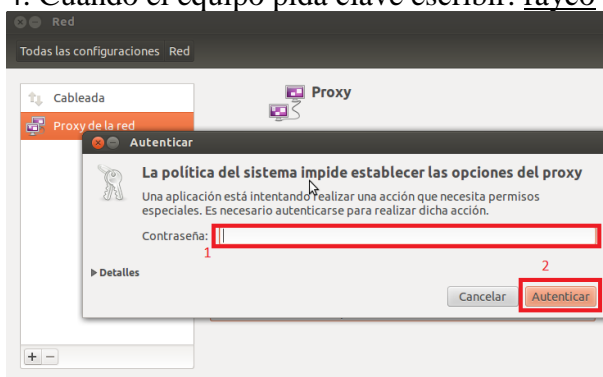 4. Cuando el equipo pida clave escribir: rayco
Red
Todas las configuraciones Red
Cableada
Proxy de la red
Proxy
Autenticar
La política del sistema impide establecer las opciones del proxy
Una aplicación está intentando realizar una acción que necesita permisos
especiales. Es necesario autenticarse para realizar dicha acción.
Contraseña:
1
2
Detalles
Cancelar Autenticar